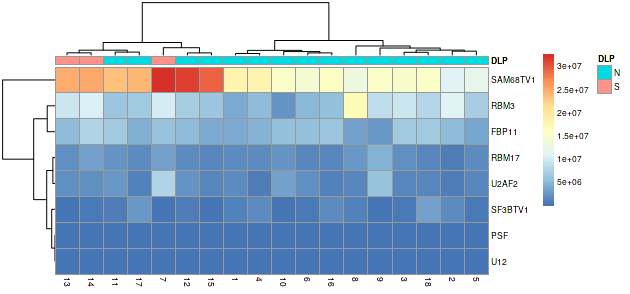 DLP
DLP
N
S
SAM68TV1
RBM3
FBP11
RBM17
U2AF2
SF3BTV1
PSF
U12
3e+07
2.5e+07
2e+07
1.5e+07
1e+07
5e+06
13 14 11 17 7 12 15 1 4 10 6 16 8 9 3 18 2 5